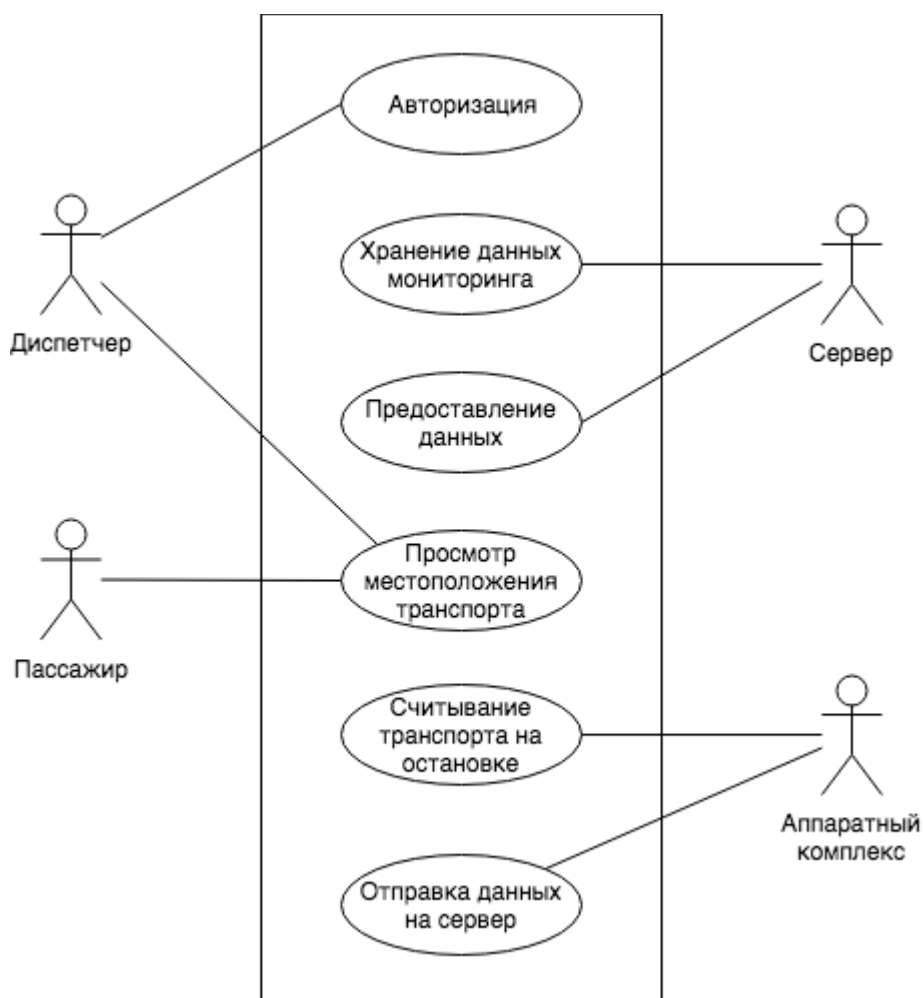 Авторизация
Хранение данных
мониторинга
Диспетчер
Сервер
Предоставление
данных
Просмотр
местоположения
транспорта
Пассажир
Считывание
транспорта на
остановке
Аппаратный
комплекс
Отправка данных
на сервер